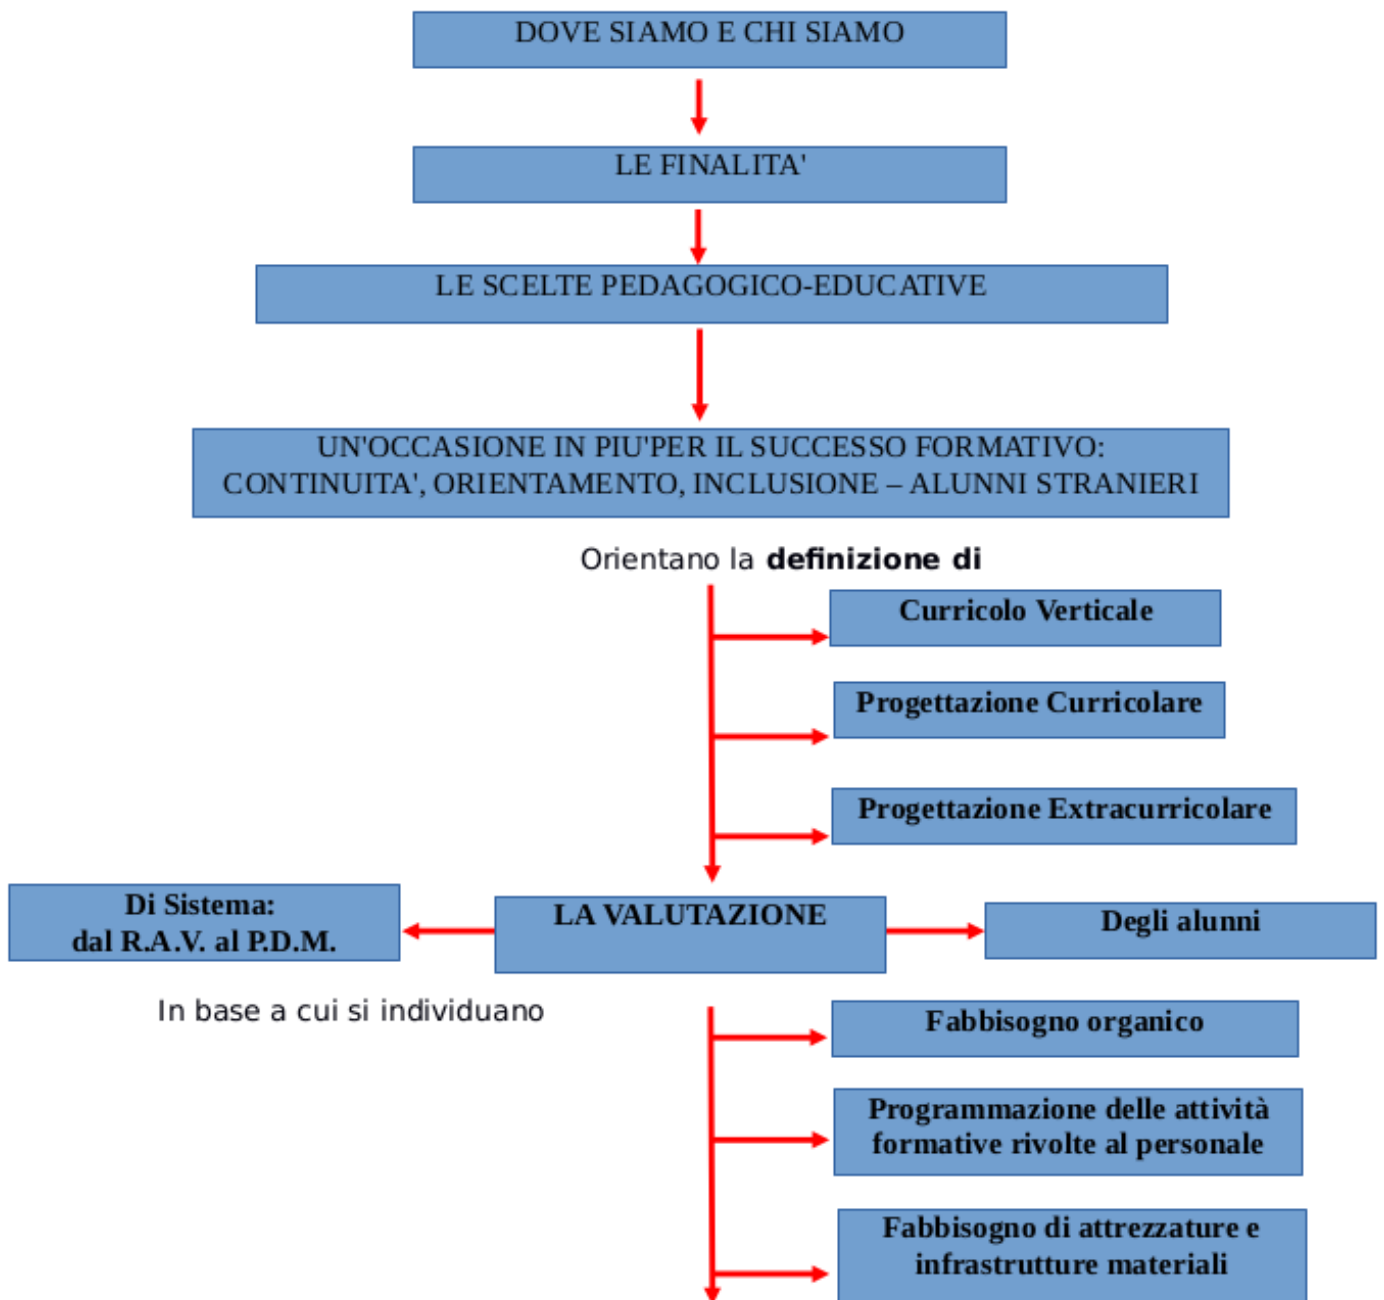 DOVE SIAMO E CHI SIAMO
LE FINALITA'
LE SCELTE PEDAGOGICO-EDUCATIVE
UN'OCCASIONE IN PIU'PER IL SUCCESSO FORMATIVO:
CONTINUITA', ORIENTAMENTO, INCLUSIONE – ALUNNI STRANIERI
Orientano la definizione di
Curricolo Verticale
Progettazione Curricolare
Progettazione Extracurricolare
Di Sistema:
dal R.A.V. al P.D.M.
LA VALUTAZIONE
Degli alunni
In base a cui si individuano
Fabbisogno organico
Programmazione delle attività
formative rivolte al personale
Fabbisogno di attrezzature e
infrastrutture materiali